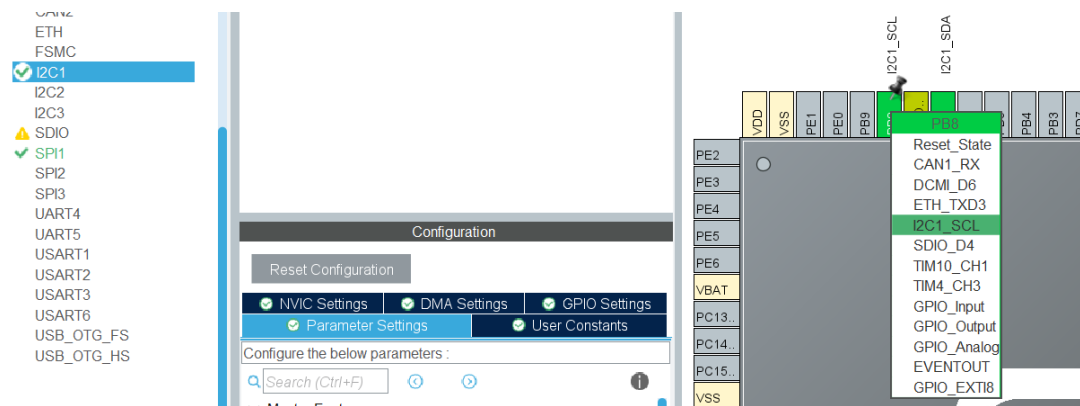 CAN2
ETH
FSMC
I2C1
I2C2
I2C3
SDIO
SPI1
SPI2
SPI3
UART4
UART5
USART1
USART2
USART3
USART6
USB_OTG_FS
USB_OTG_HS
Configuration
Reset Configuration
NVIC Settings
DMA Settings
GPIO Settings
Parameter Settings
User Constants
Configure the below parameters :
Search (Ctrl+F)
I2C1_SCL
I2C1_SDA
VDD
VSS
PE1
PE0
PB9
PB4
PB3
PE2
PE3
PE4
PE5
PE6
VBAT
PC13..
PC14..
PC15..
VSS
PB8
Reset_State
CAN1_RX
DCMI_D6
ETH_TXD3
I2C1_SCL
SDIO_D4
TIM10_CH1
TIM4_CH3
GPIO_Input
GPIO_Output
GPIO_Analog
EVENTOUT
GPIO_EXTI8